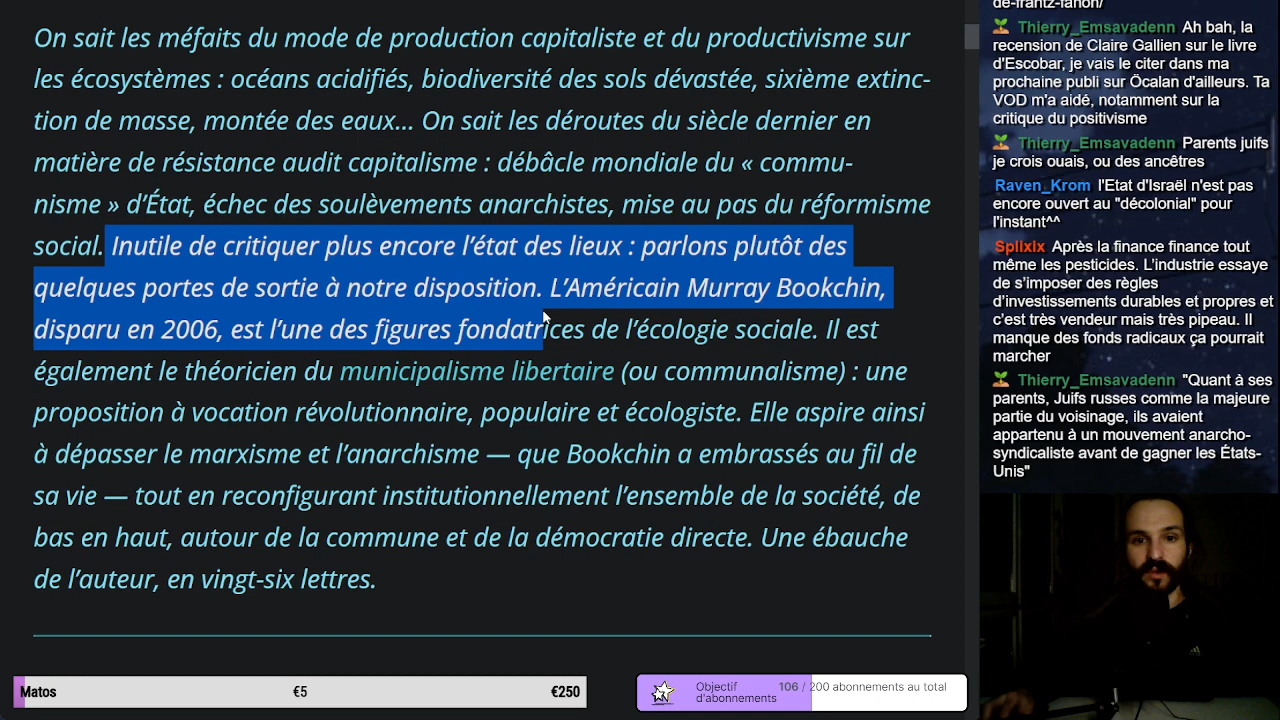 On sait les méfaits du mode de production capitaliste et du productivisme sur
les écosystèmes : océans acidifiés, biodiversité des sols dévastée, sixième extinc-
tion de masse, montée des eaux… On sait les déroutes du siècle dernier en
matière de résistance audit capitalisme : débâcle mondiale du « commu-
nisme » d’État, échec des soulèvements anarchistes, mise au pas du réformisme
social. Inutile de critiquer plus encore l’état des lieux : parlons plutôt des
quelques portes de sortie à notre disposition. L’Américain Murray Bookchin,
disparu en 2006, est l’une des figures fondatrices de l’écologie sociale. Il est
également le théoricien du municipalisme libertaire (ou communalisme) : une
proposition à vocation révolutionnaire, populaire et écologiste. Elle aspire ainsi
à dépasser le marxisme et l’anarchisme — que Bookchin a embrassés au fil de
sa vie — tout en reconfigurant institutionnellement l’ensemble de la société, de
bas en haut, autour de la commune et de la démocratie directe. Une ébauche
de l’auteur, en vingt-six lettres.
Matos €5 €250
Objectif d'abonnements 106 / 200 abonnements au total
de-frantz-fanon/
Thierry_Emsavadenn Ah bah, la
recension de Claire Gallien sur le livre
d'Escobar, je vais le citer dans ma
prochaine publi sur Öcalan d'ailleurs. Ta
VOD m'a aidé, notamment sur la
critique du positivisme
Thierry_Emsavadenn Parents juifs
je crois ouais, ou des ancêtres
Raven_Krom l'Etat d'Israël n'est pas
encore ouvert au "décolonial" pour
l'instant^^
Splixix Après la finance finance tout
même les pesticides. L’industrie essaye
de s’imposer des règles
d’investissements durables et propres et
c’est très vendeur mais très pipeau. Il
manque des fonds radicaux ça pourrait
marcher
Thierry_Emsavadenn "Quant à ses
parents, Juifs russes comme la majeure
partie du voisinage, ils avaient
appartenu à un mouvement anarcho-
syndicaliste avant de gagner les États-
Unis"